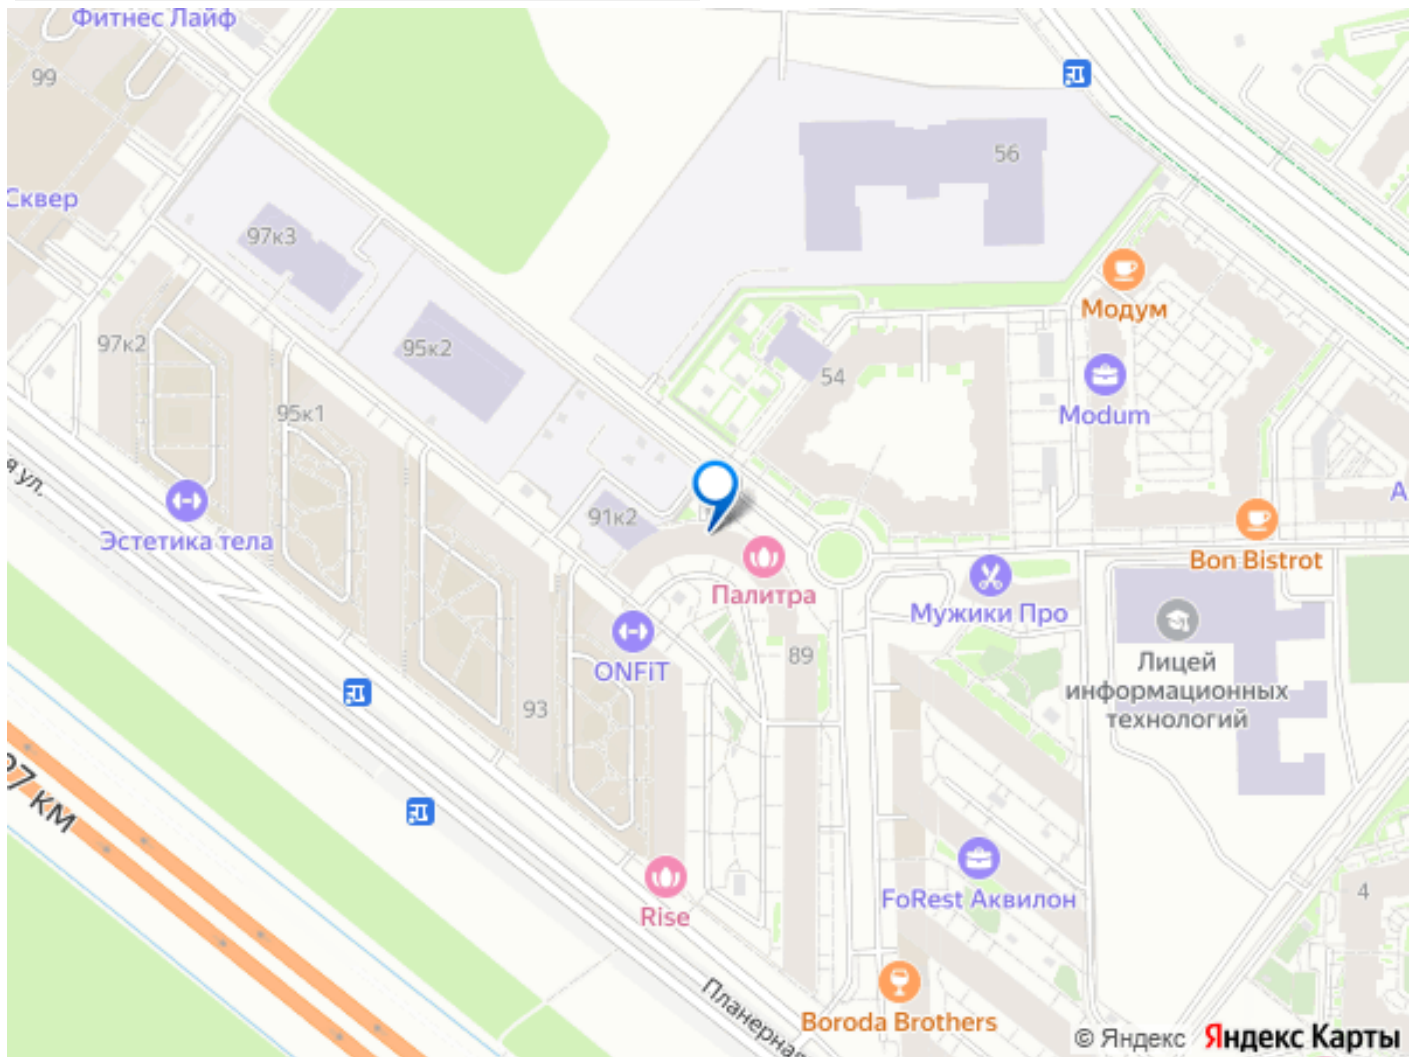 Фитнес Лайф
99
56
Сквер
97к3
Модум
97к2
95к2
54
95к1
Modum
я ул.
91к2
Эстетика тела
Bon Bistrot
Палитра
Мужики Про
ONFiT
89
Лицей
информационных
технологий
93
97 км
4
FoRest Аквилон
Rise
Планерная
Boroda Brothers
© Яндекс Яндекс Карты